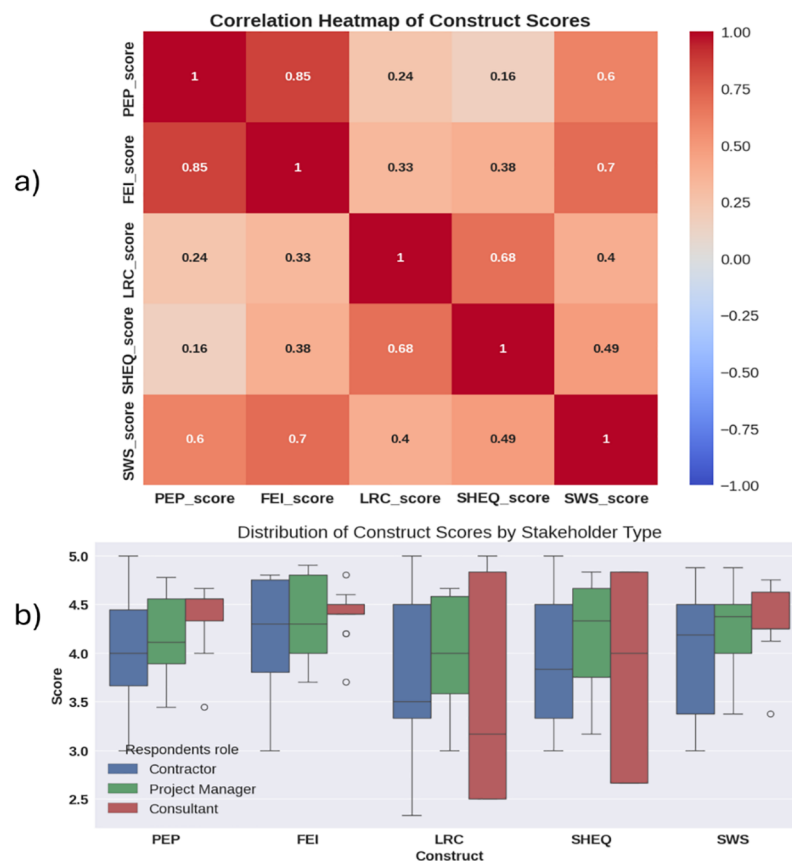 Correlation Heatmap of Construct Scores
a)
PEP_score 1 0.85 0.24 0.16 0.6
FEI_score 0.85 1 0.33 0.38 0.7
LRC_score 0.24 0.33 1 0.68 0.4
SHEQ_score 0.16 0.38 0.68 1 0.49
SWS_score 0.6 0.7 0.4 0.49 1
PEP_score FEI_score LRC_score SHEQ_score SWS_score
1.00
0.75
0.50
0.25
0.00
−0.25
−0.50
−0.75
−1.00
b)
Distribution of Construct Scores by Stakeholder Type
Score
5.0
4.5
4.0
3.5
3.0
2.5
Respondents role
Contractor
Project Manager
Consultant
PEP FEI LRC SHEQ SWS
Construct